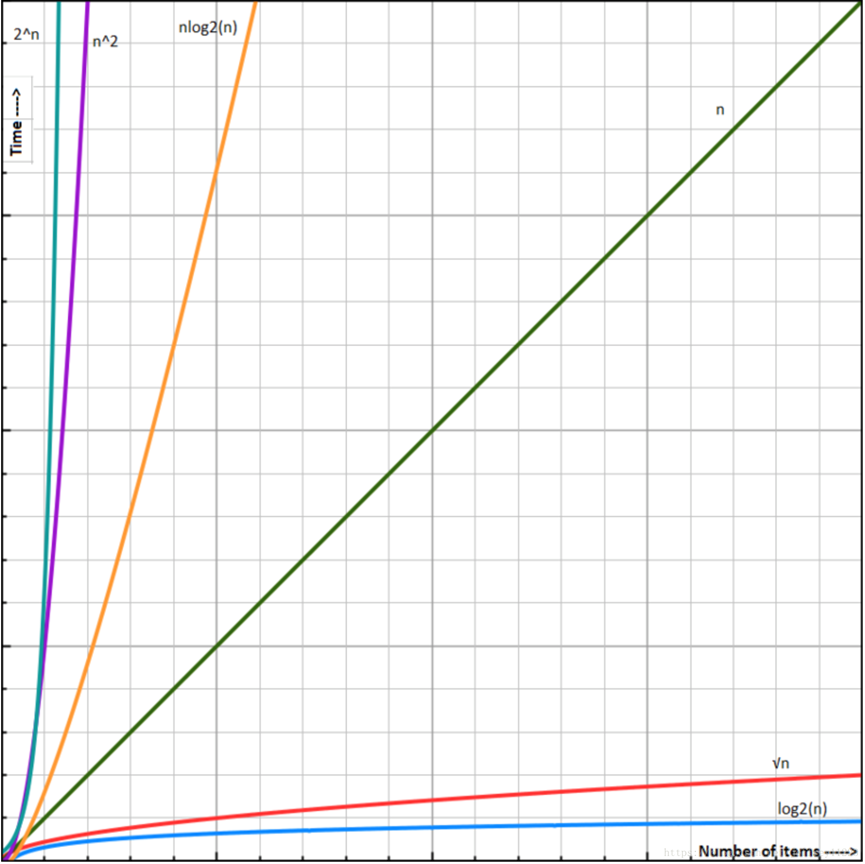 2^n
n^2
nlog2(n)
Time ---->
n
√n
log2(n)
Number of items ---->